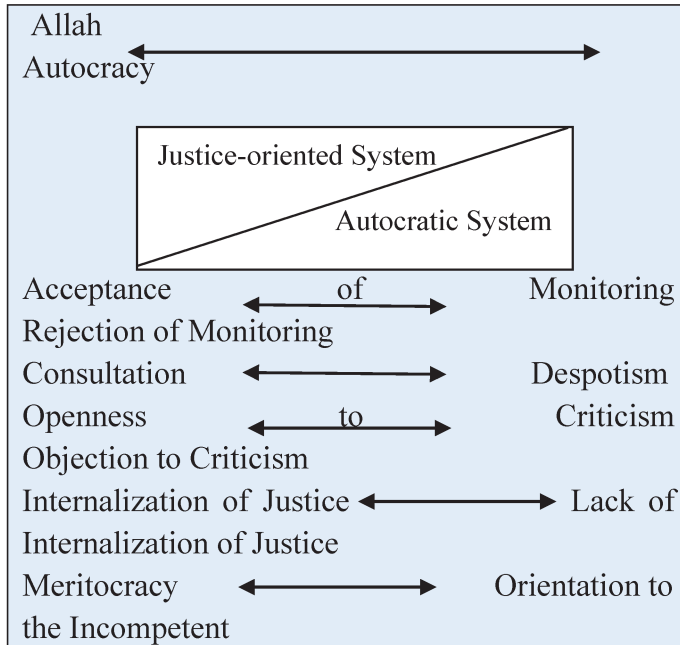 Allah
Autocracy
Justice-oriented System
Autocratic System
Acceptance of Monitoring
Rejection of Monitoring
Consultation Despotism
Openness to Criticism
Objection to Criticism
Internalization of Justice Lack of
Internalization of Justice
Meritocracy Orientation to
the Incompetent